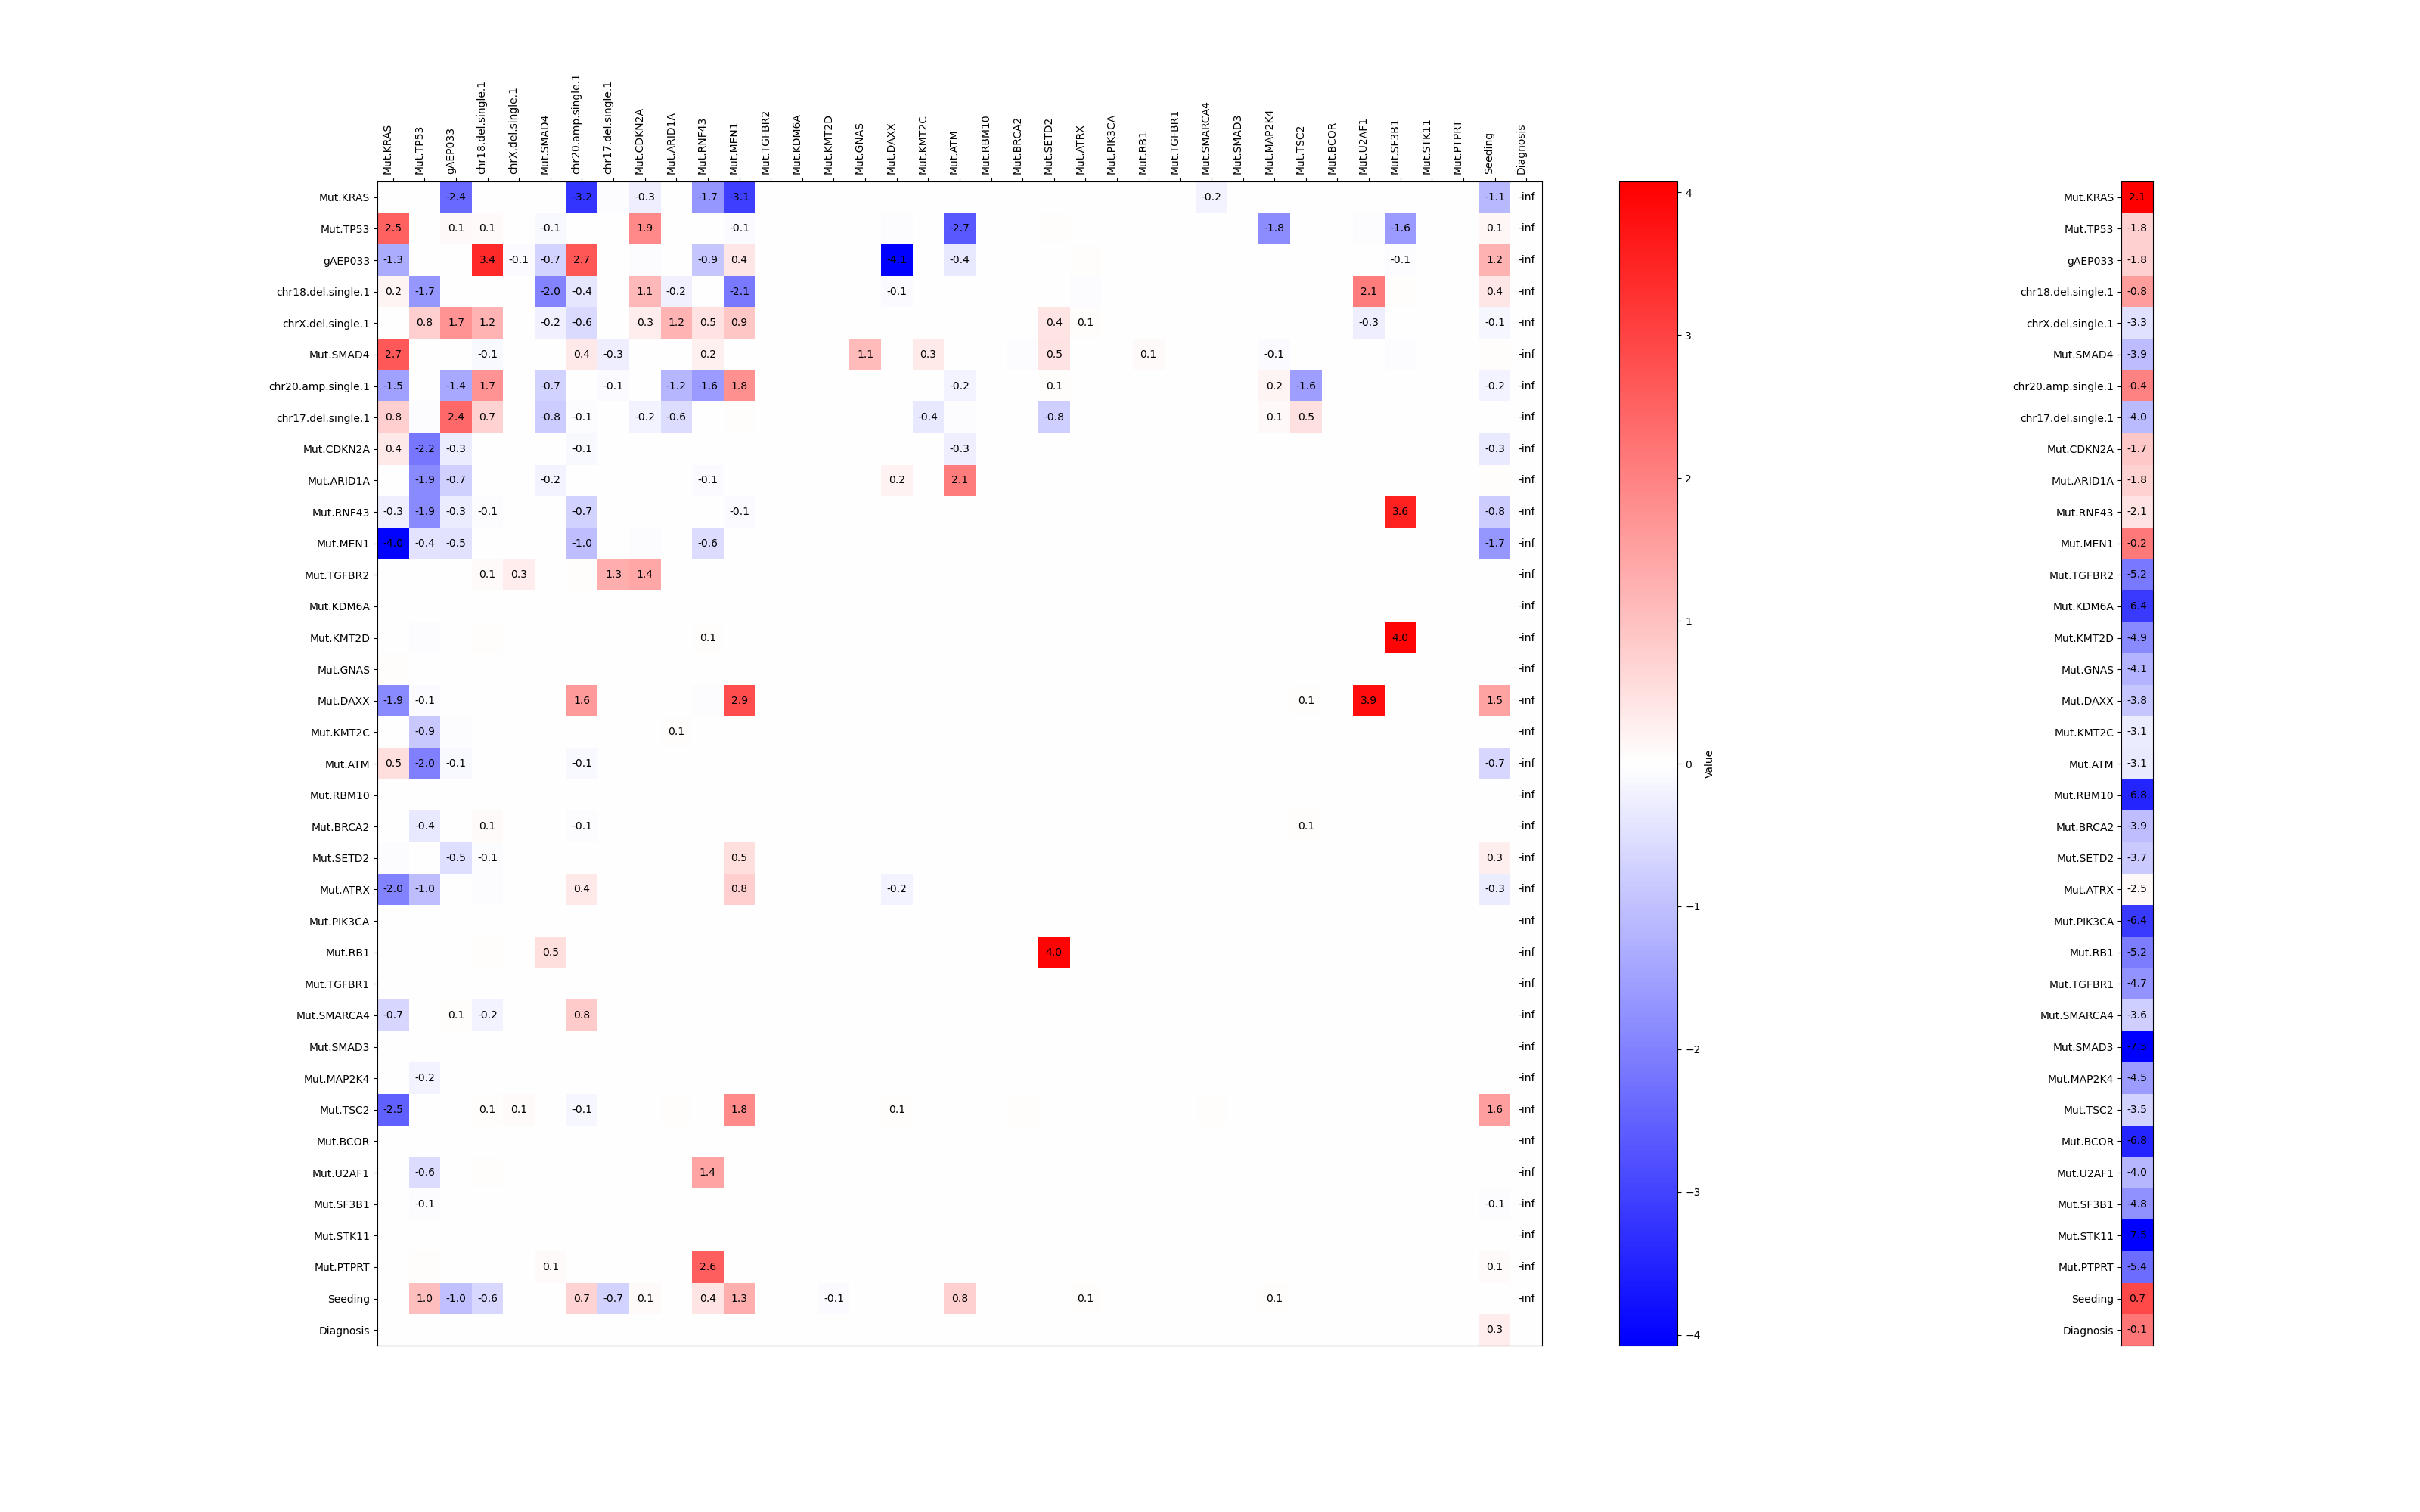 Mut.KRAS Mut.TP53 gAEP033 chr18.del.single.1 chrX.del.single.1 Mut.SMAD4 chr20.amp.single.1 chr17.del.single.1 Mut.CDKN2A Mut.ARID1A Mut.RNF43 Mut.MEN1 Mut.TGFBR2 Mut.KDM6A Mut.KMT2D Mut.GNAS Mut.DAXX Mut.KMT2C Mut.ATM Mut.RBM10 Mut.BRCA2 Mut.SETD2 Mut.ATRX Mut.PIK3CA Mut.RB1 Mut.TGFBR1 Mut.SMARCA4 Mut.SMAD3 Mut.MAP2K4 Mut.TSC2 Mut.BCOR Mut.U2AF1 Mut.SF3B1 Mut.STK11 Mut.PTPRT Seeding Diagnosis
Mut.KRAS -2.4 -3.2 -0.3 -1.7 -3.1 -0.2 -1.1 -inf
Mut.TP53 2.5 0.1 0.1 -0.1 1.9 -0.1 -2.7 -1.8 -1.6 0.1 -inf
gAEP033 -1.3 3.4 -0.1 -0.7 2.7 -0.9 0.4 -4.1 -0.4 -0.1 1.2 -inf
chr18.del.single.1 0.2 -1.7 -2.0 -0.4 1.1 -0.2 -2.1 -0.1 2.1 0.4 -inf
chrX.del.single.1 0.8 1.7 1.2 -0.2 -0.6 0.3 1.2 0.5 0.9 0.4 0.1 -0.3 -0.1 -inf
Mut.SMAD4 2.7 -0.1 0.4 -0.3 0.2 1.1 0.3 0.5 0.1 -0.1 -inf
chr20.amp.single.1 -1.5 -1.4 1.7 -0.7 -0.1 -1.2 -1.6 1.8 -0.2 0.1 0.2 -1.6 -0.2 -inf
chr17.del.single.1 0.8 2.4 0.7 -0.8 -0.1 -0.2 -0.6 -0.4 -0.8 0.1 0.5 -inf
Mut.CDKN2A 0.4 -2.2 -0.3 -0.1 -0.3 -0.3 -inf
Mut.ARID1A -1.9 -0.7 -0.2 -0.1 0.2 2.1 -inf
Mut.RNF43 -0.3 -1.9 -0.3 -0.1 -0.7 -0.1 3.6 -0.8 -inf
Mut.MEN1 -4.0 -0.4 -0.5 -1.0 -0.6 -1.7 -inf
Mut.TGFBR2 0.1 0.3 1.3 1.4 -inf
Mut.KDM6A -inf
Mut.KMT2D 0.1 4.0 -inf
Mut.GNAS -inf
Mut.DAXX -1.9 -0.1 1.6 2.9 0.1 3.9 1.5 -inf
Mut.KMT2C -0.9 0.1 -inf
Mut.ATM 0.5 -2.0 -0.1 -0.1 -0.7 -inf
Mut.RBM10 -inf
Mut.BRCA2 -0.4 0.1 -0.1 0.1 -inf
Mut.SETD2 -0.5 -0.1 0.5 0.3 -inf
Mut.ATRX -2.0 -1.0 0.4 0.8 -0.2 -0.3 -inf
Mut.PIK3CA -inf
Mut.RB1 0.5 4.0 -inf
Mut.TGFBR1 -inf
Mut.SMARCA4 -0.7 0.1 -0.2 0.8 -inf
Mut.SMAD3 -inf
Mut.MAP2K4 -0.2 -inf
Mut.TSC2 -2.5 0.1 0.1 -0.1 1.8 0.1 1.6 -inf
Mut.BCOR -inf
Mut.U2AF1 -0.6 1.4 -inf
Mut.SF3B1 -0.1 -0.1 -inf
Mut.STK11 -inf
Mut.PTPRT 0.1 2.6 0.1 -inf
Seeding 1.0 -1.0 -0.6 0.7 -0.7 0.1 0.4 1.3 -0.1 0.8 0.1 0.1 -inf
Diagnosis 0.3
4
3
2
1
0
−1
−2
−3
−4
Value
Mut.KRAS 2.1
Mut.TP53 -1.8
gAEP033 -1.8
chr18.del.single.1 -0.8
chrX.del.single.1 -3.3
Mut.SMAD4 -3.9
chr20.amp.single.1 -0.4
chr17.del.single.1 -4.0
Mut.CDKN2A -1.7
Mut.ARID1A -1.8
Mut.RNF43 -2.1
Mut.MEN1 -0.2
Mut.TGFBR2 -5.2
Mut.KDM6A -6.4
Mut.KMT2D -4.9
Mut.GNAS -4.1
Mut.DAXX -3.8
Mut.KMT2C -3.1
Mut.ATM -3.1
Mut.RBM10 -6.8
Mut.BRCA2 -3.9
Mut.SETD2 -3.7
Mut.ATRX -2.5
Mut.PIK3CA -6.4
Mut.RB1 -5.2
Mut.TGFBR1 -4.7
Mut.SMARCA4 -3.6
Mut.SMAD3
Mut.MAP2K4 -4.5
Mut.TSC2 -3.5
Mut.BCOR -6.8
Mut.U2AF1 -4.0
Mut.SF3B1 -4.8
Mut.STK11
Mut.PTPRT -5.4
Seeding 0.7
Diagnosis -0.1